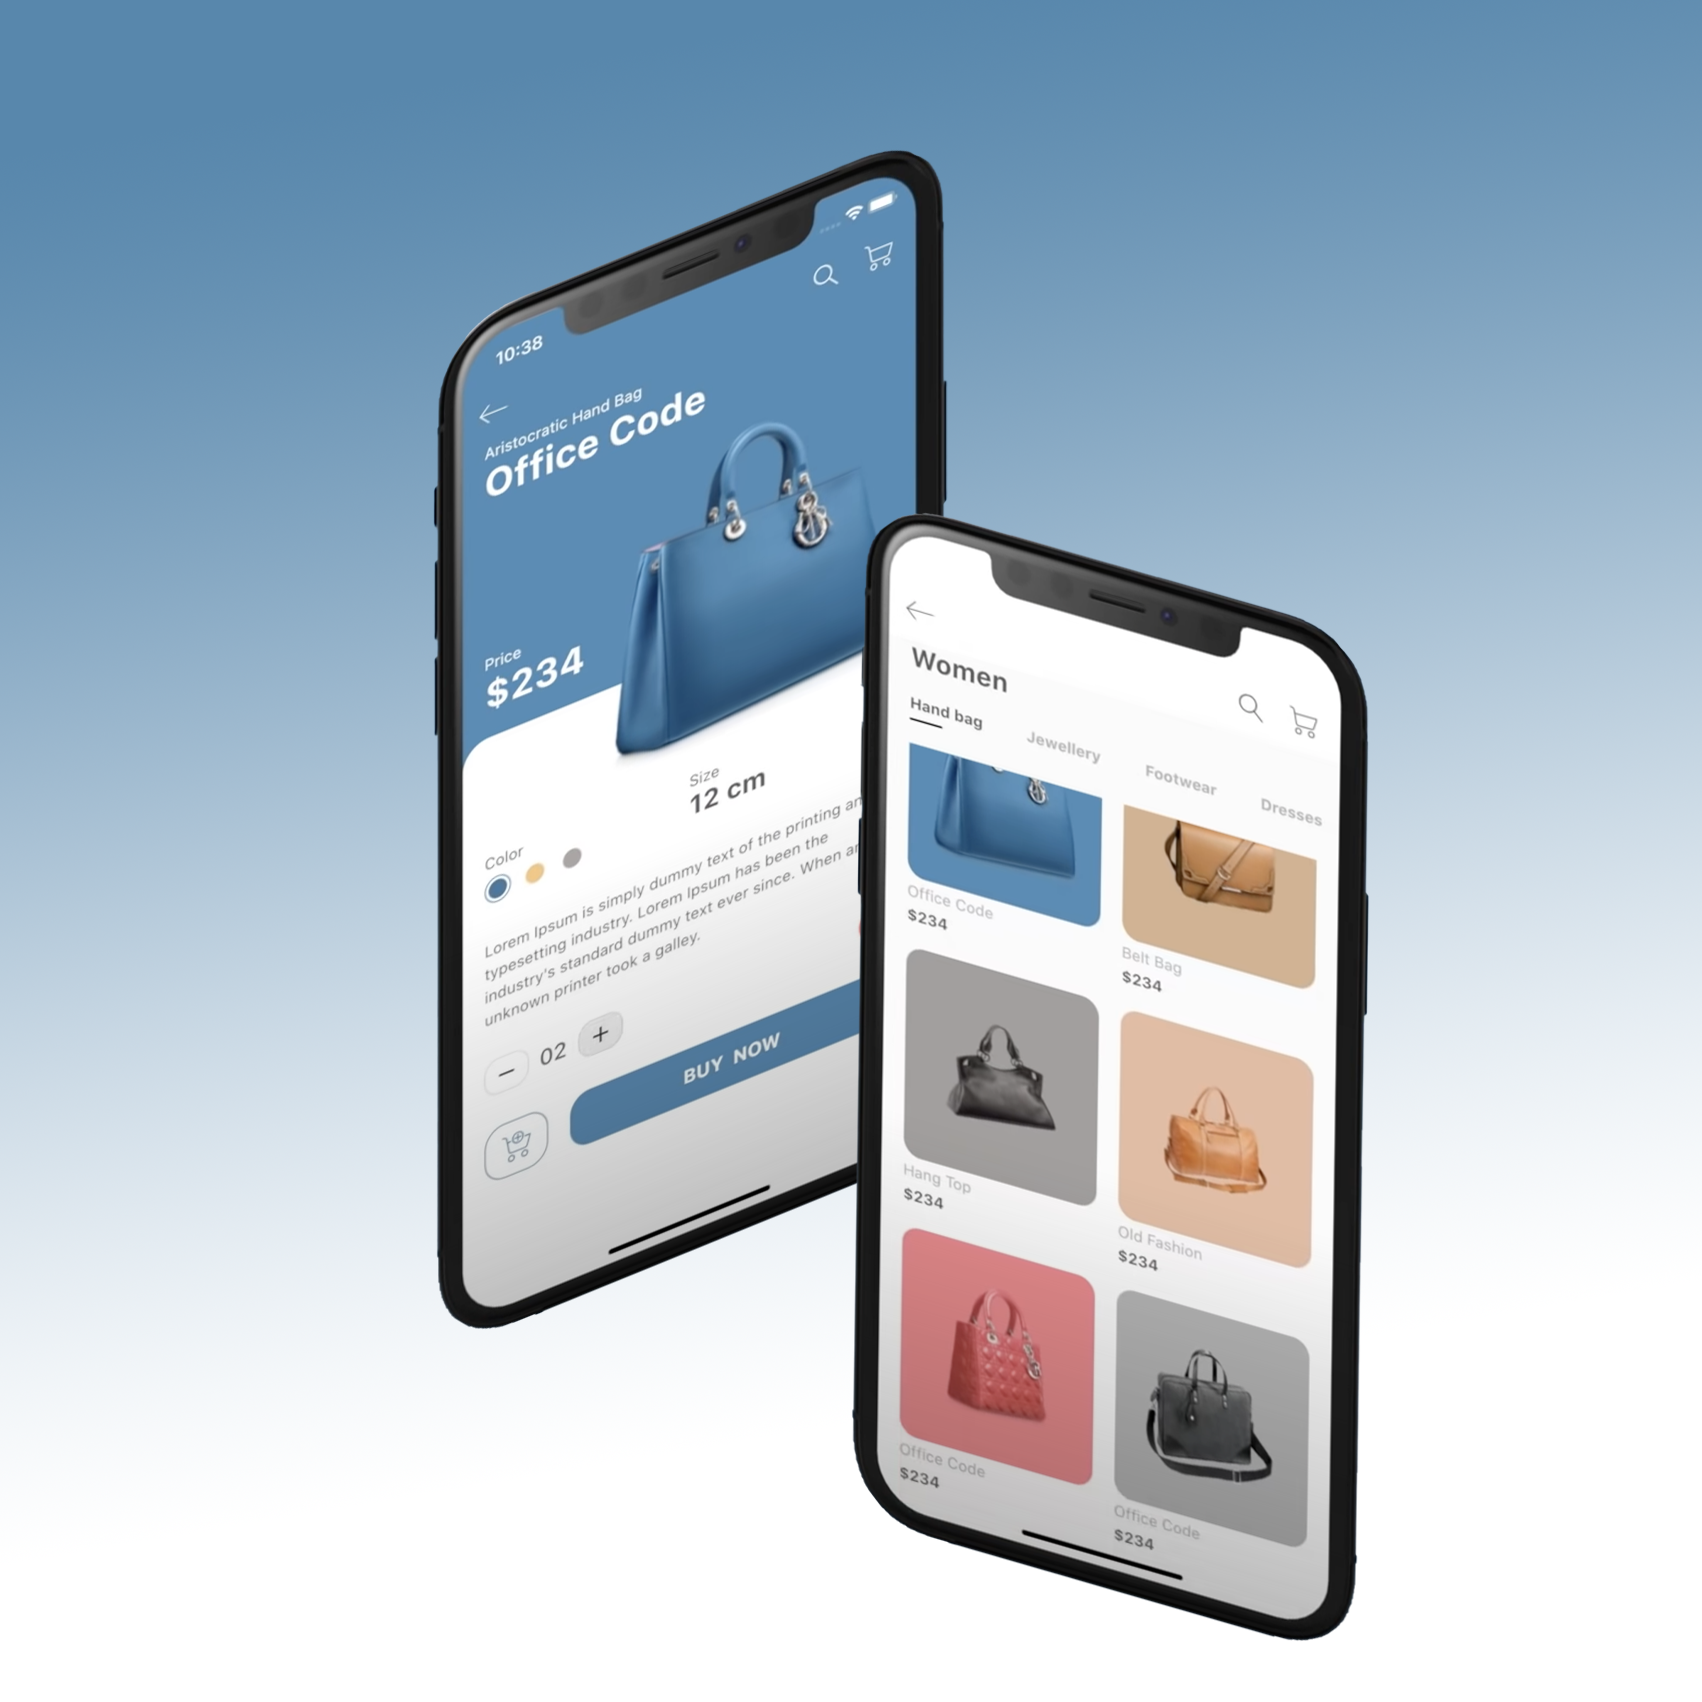 10:38
Aristocratic Hand Bag
Office Code
Price
$234
Size
12 cm
Color
Lorem Ipsum is simply dummy text of the printing
typesetting industry. Lorem Ipsum has been the
industry's standard dummy text ever since. When
unknown printer took a galley.
02
BUY NOW
Women
Hand bag
Jewellery
Footwear
Dresses
Office Code
$234
Belt Bag
$234
Hang Top
$234
Old Fashion
$234
Office Code
$234
Office Code
$234